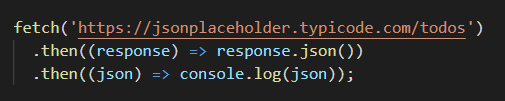 fetch('https://jsonplaceholder.typicode.com/todos')
  .then((response) => response.json())
  .then((json) => console.log(json));